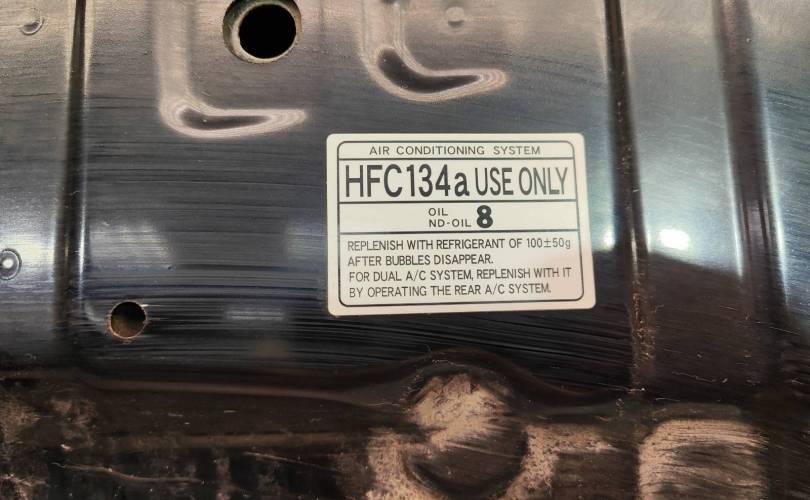 AIR CONDITIONING SYSTEM
HFC134a USE ONLY
OIL
ND-OIL 8
REPLENISH WITH REFRIGERANT OF 100±50g
AFTER BUBBLES DISAPPEAR.
FOR DUAL A/C SYSTEM, REPLENISH WITH IT
BY OPERATING THE REAR A/C SYSTEM.